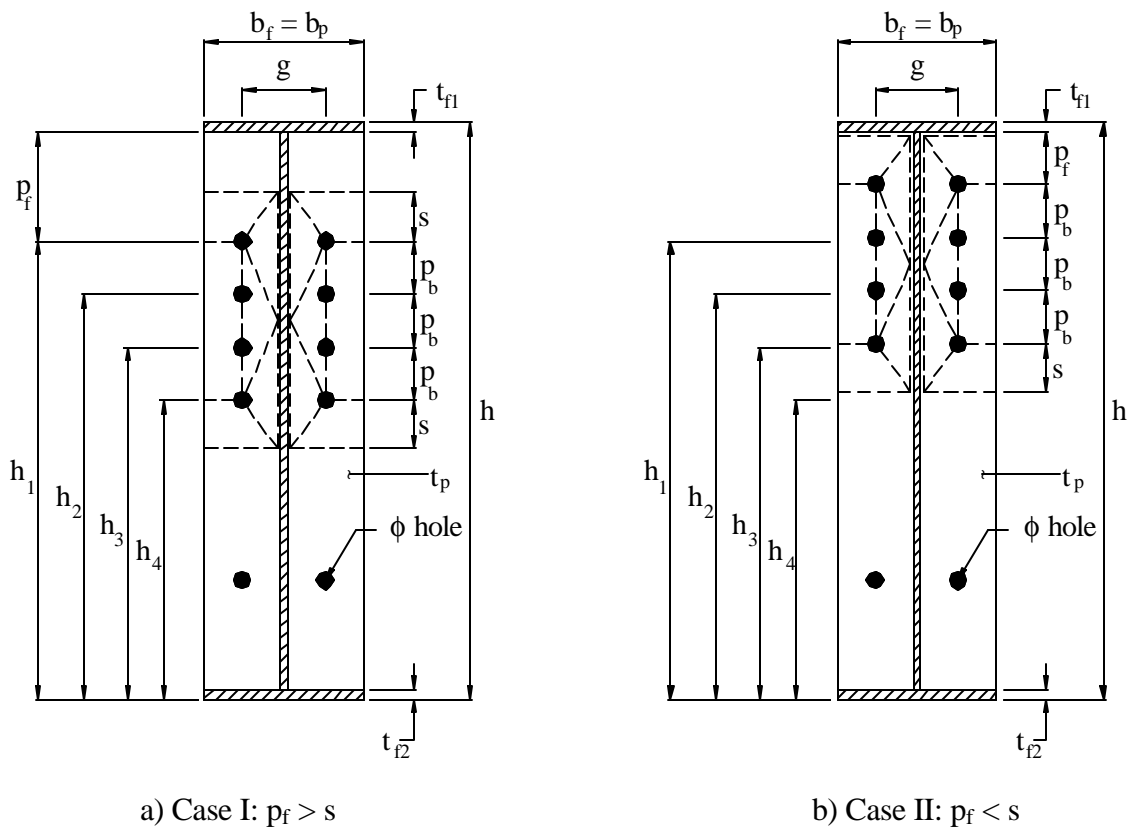 b_f = b_p
g
t_f1
p_f
s
p_b
p_b
p_b
s
h
h_1
h_2
h_3
h_4
t_p
ϕ hole
t_f2
a) Case I: p_f > s
b_f = b_p
g
t_f1
p_f
p_b
p_b
p_b
s
h
h_1
h_2
h_3
h_4
t_p
ϕ hole
t_f2
b) Case II: p_f < s